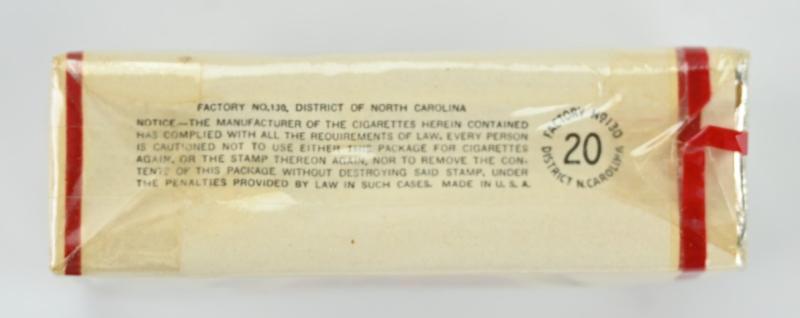 FACTORY NO. 130, DISTRICT OF NORTH CAROLINA
NOTICE.—THE MANUFACTURER OF THE CIGARETTES HEREIN CONTAINED
HAS COMPLIED WITH ALL THE REQUIREMENTS OF LAW. EVERY PERSON
IS CAUTIONED NOT TO USE EITHER THIS PACKAGE FOR CIGARETTES
AGAIN, OR THE STAMP THEREON AGAIN, NOR TO REMOVE THE CON-
TENTS OF THIS PACKAGE WITHOUT DESTROYING SAID STAMP, UNDER
THE PENALTIES PROVIDED BY LAW IN SUCH CASES. MADE IN U.S.A.
FACTORY No 130
20
DISTRICT N. CAROLINA